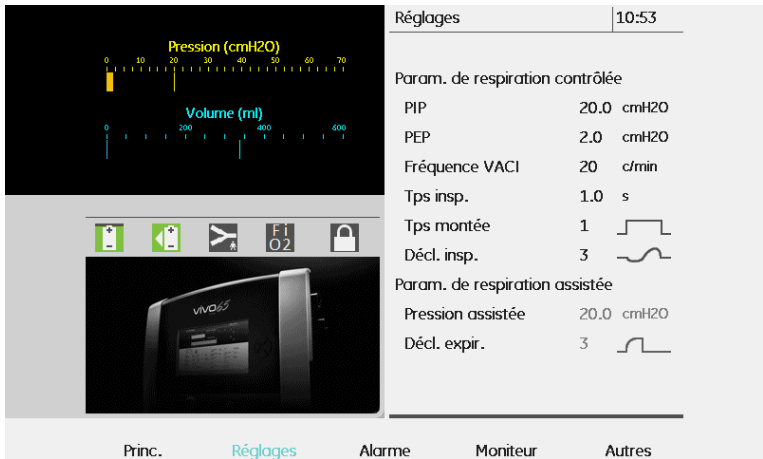 Réglages 10:53
Pression (cmH2O)
0 10 20 30 40 50 60 70
Volume (ml)
0 200 400 600
Fi
O2
VIVO65
Param. de respiration contrôlée
PIP 20.0 cmH2O
PEP 2.0 cmH2O
Fréquence VACI 20 c/min
Tps insp. 1.0 s
Tps montée 1
Décl. insp. 3
Param. de respiration assistée
Pression assistée 20.0 cmH2O
Décl. expir. 3
Princ. Réglages Alarme Moniteur Autres